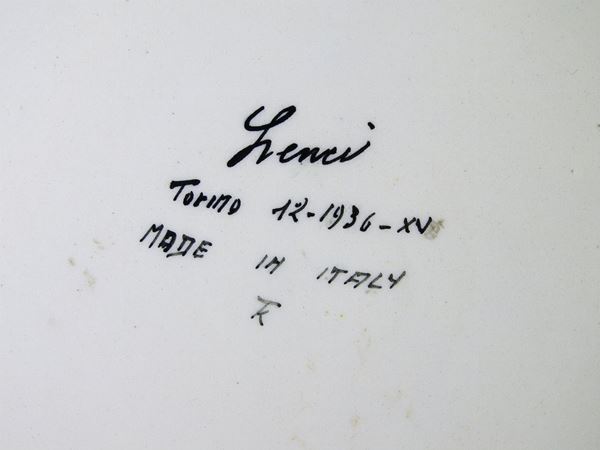 Lenci
Torino 12-1936-XV
MADE IN ITALY
K